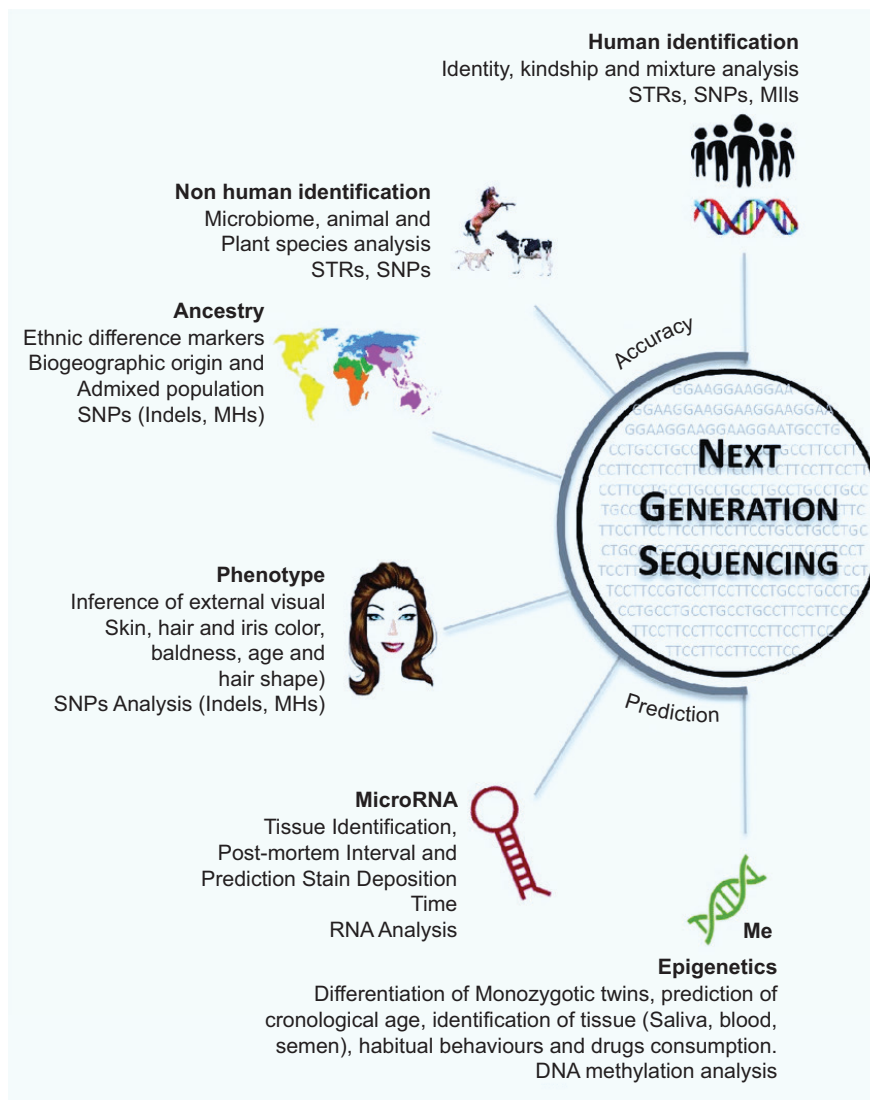 Human identification
Identity, kindship and mixture analysis
STRs, SNPs, MIIs
Non human identification
Microbiome, animal and
Plant species analysis
STRs, SNPs
Ancestry
Ethnic difference markers
Biogeographic origin and
Admixed population
SNPs (Indels, MHs)
Accuracy
GGAAGGAAGGAA
GGAAGGAAGGAAGGAAGGAA
GGAAGGAAGGAAGGAATGCCTG
NEXT
GENERATION
SEQUENCING
Prediction
Phenotype
Inference of external visual
Skin, hair and iris color,
baldness, age and
hair shape)
SNPs Analysis (Indels, MHs)
MicroRNA
Tissue Identification,
Post-mortem Interval and
Prediction Stain Deposition
Time
RNA Analysis
Me
Epigenetics
Differentiation of Monozygotic twins, prediction of
cronological age, identification of tissue (Saliva, blood,
semen), habitual behaviours and drugs consumption.
DNA methylation analysis